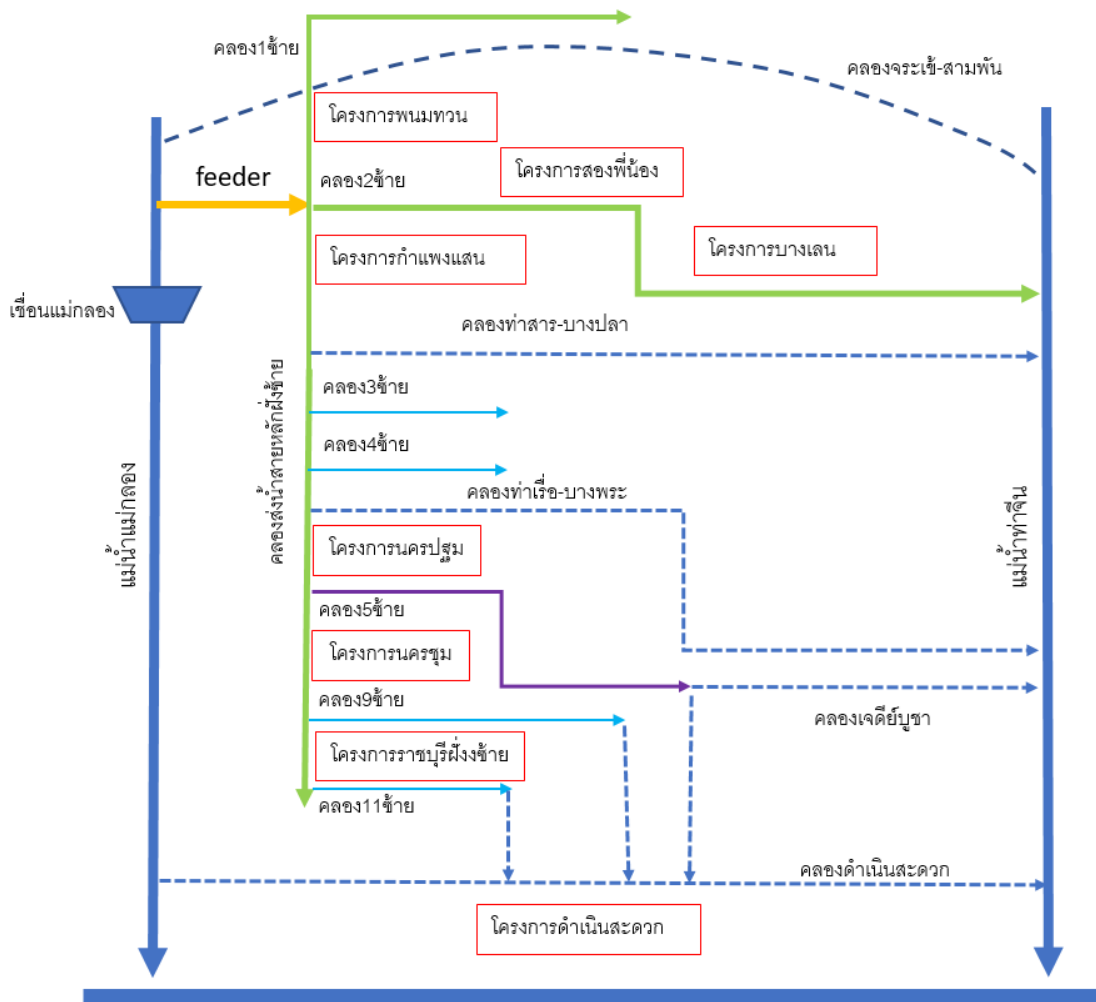 คลอง1ซ้าย
คลองจระเข้-สามพัน
โครงการพนมทวน
โครงการสองพี่น้อง
feeder
คลอง2ซ้าย
โครงการกำแพงแสน
โครงการบางเลน
เขื่อนแม่กลอง
คลองท่าสาร-บางปลา
คลองส่งน้ำสายหลักฝั่งซ้าย
คลอง3ซ้าย
คลอง4ซ้าย
คลองท่าเรื่อ-บางพระ
แม่น้ำแม่กลอง
แม่น้ำท่าจีน
โครงการนครปฐม
คลอง5ซ้าย
โครงการนครชุม
คลอง9ซ้าย
คลองเจดีย์บูชา
โครงการราชบุรีฝั่งงซ้าย
คลอง11ซ้าย
คลองดำเนินสะดวก
โครงการดำเนินสะดวก